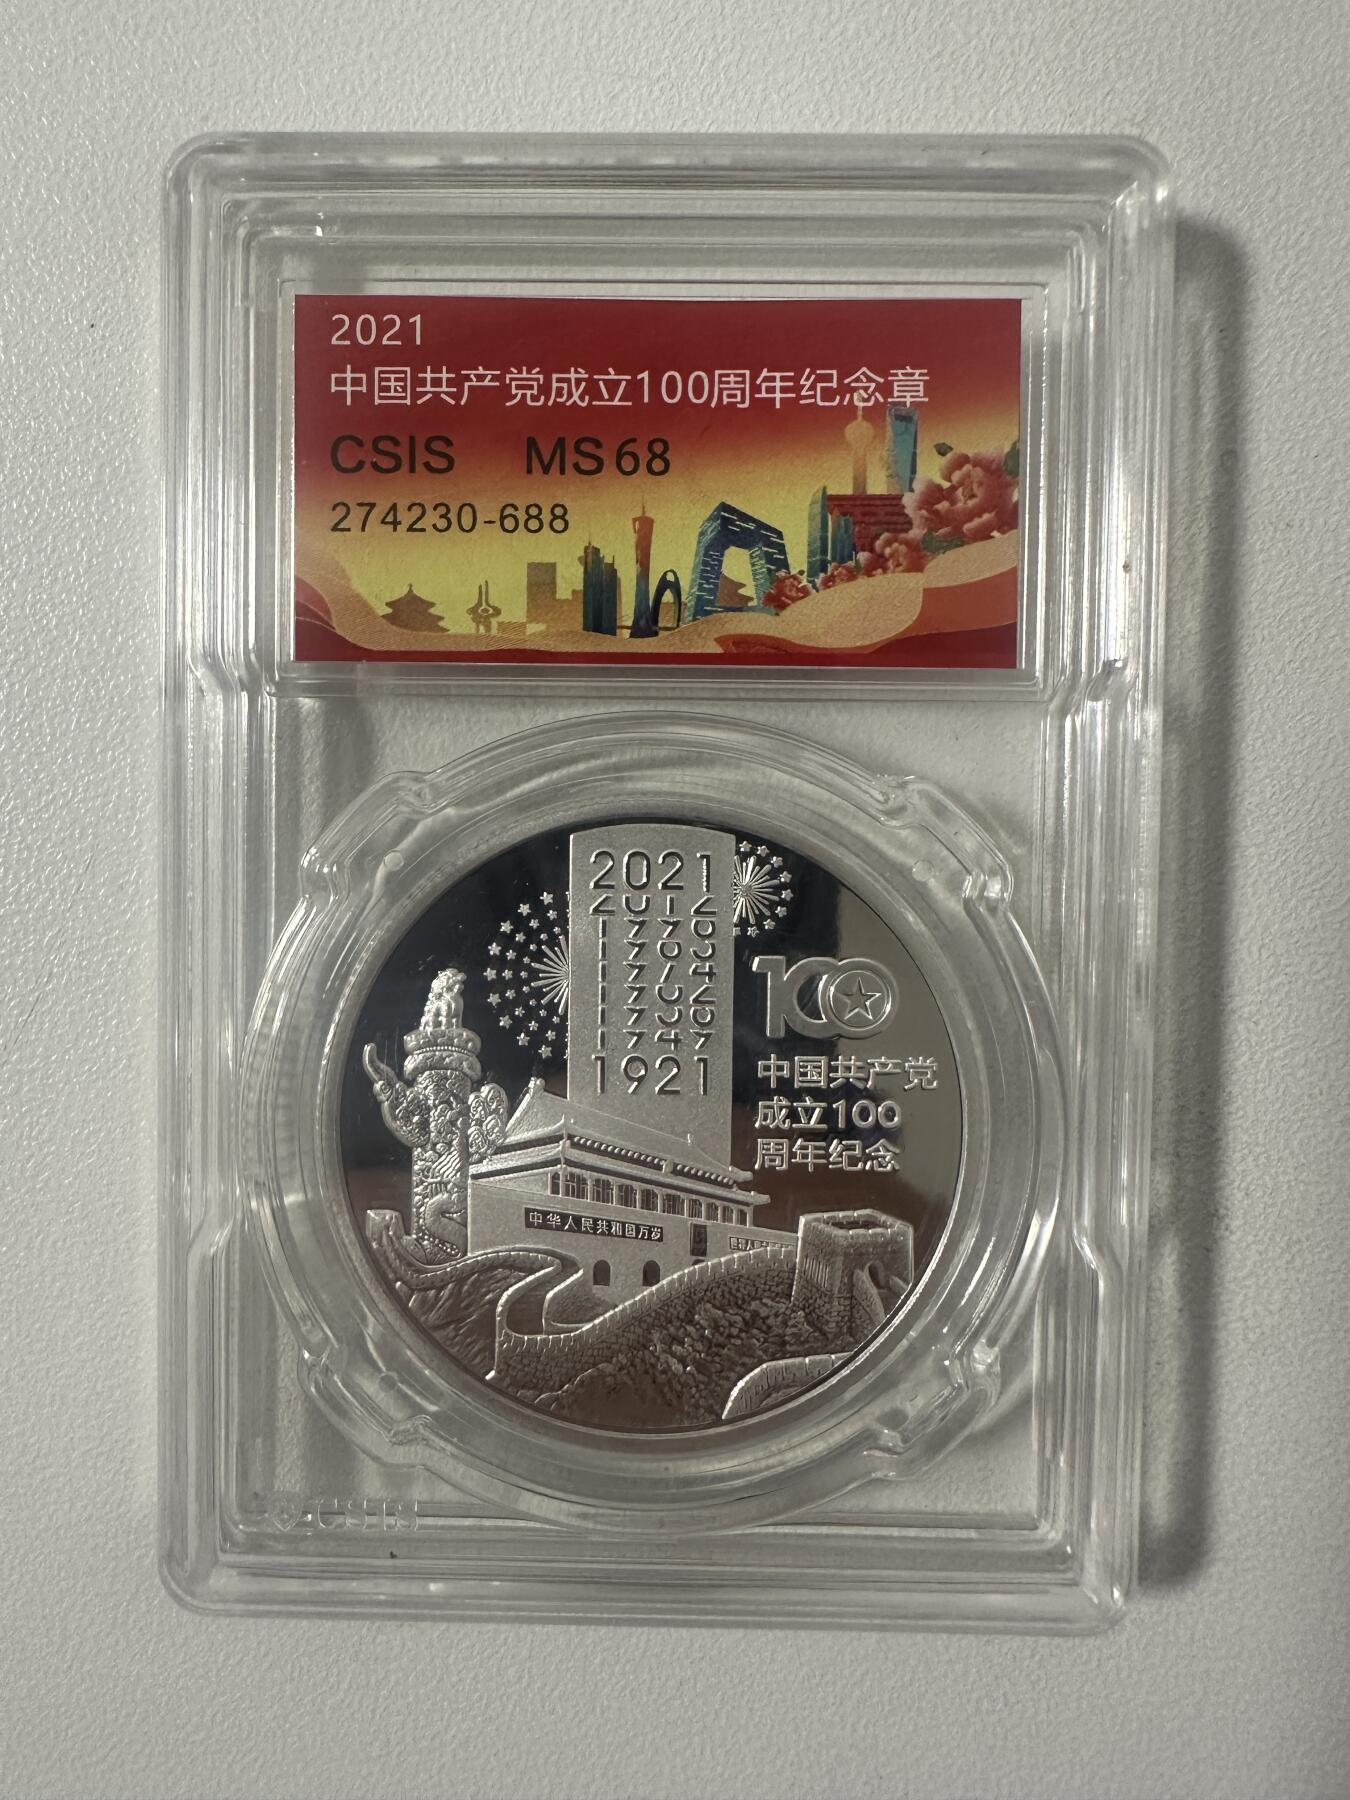 2021
中国共产党成立100周年纪念章
CSIS MS68
274230-688
2021
1921
100
中国共产党
成立100
周年纪念
中华人民共和国万岁
CSIS